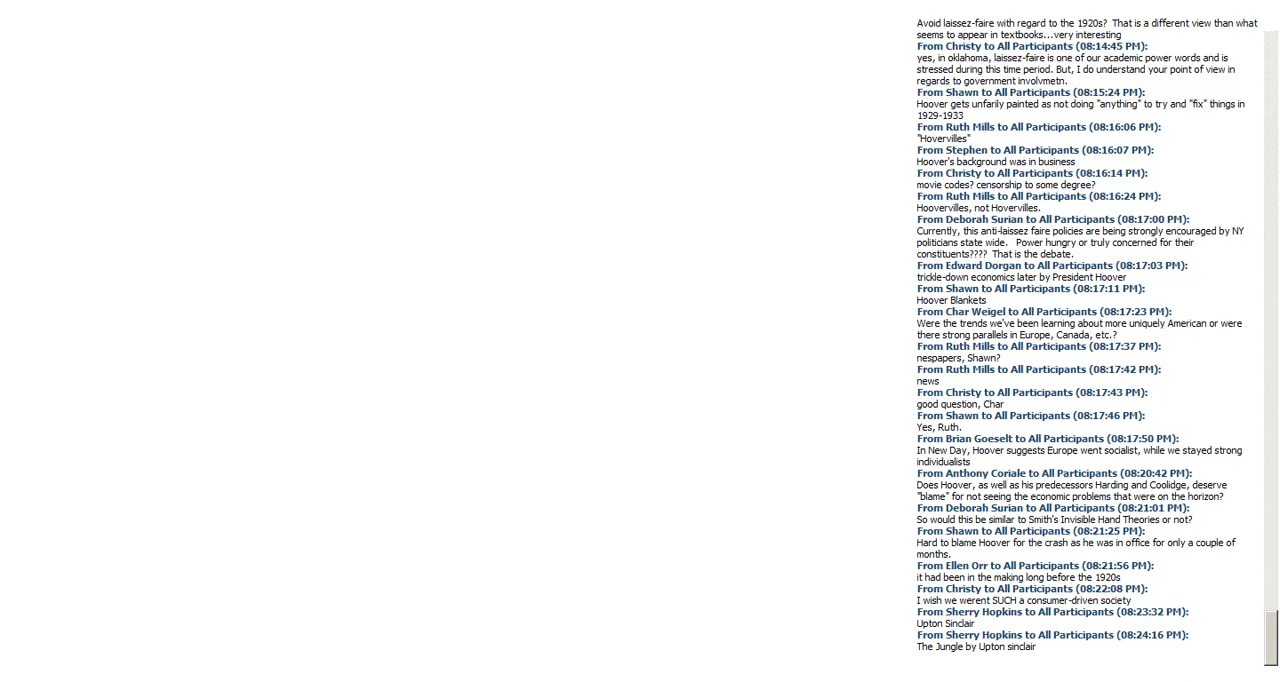 Avoid laissez-faire with regard to the 1920s? That is a different view than what
seems to appear in textbooks...very interesting
From Christy to All Participants (08:14:45 PM):
yes, in oklahoma, laissez-faire is one of our academic power words and is
stressed during this time period. But, I do understand your point of view in
regards to government involvmetn.
From Shawn to All Participants (08:15:24 PM):
Hoover gets unfarily painted as not doing "anything" to try and "fix" things in
1929-1933
From Ruth Mills to All Participants (08:16:06 PM):
"Hovervilles"
From Stephen to All Participants (08:16:07 PM):
Hoover's background was in business
From Christy to All Participants (08:16:14 PM):
movie codes? censorship to some degree?
From Ruth Mills to All Participants (08:16:24 PM):
Hoovervilles, not Hovervilles.
From Deborah Surian to All Participants (08:17:00 PM):
Currently, this anti-laissez faire policies are being strongly encouraged by NY
politicians state wide. Power hungry or truly concerned for their
constituents???? That is the debate.
From Edward Dorgan to All Participants (08:17:03 PM):
trickle-down economics later by President Hoover
From Shawn to All Participants (08:17:11 PM):
Hoover Blankets
From Char Weigel to All Participants (08:17:23 PM):
Were the trends we've been learning about more uniquely American or were
there strong parallels in Europe, Canada, etc.?
From Ruth Mills to All Participants (08:17:37 PM):
nespapers, Shawn?
From Ruth Mills to All Participants (08:17:42 PM):
news
From Christy to All Participants (08:17:43 PM):
good question, Char
From Shawn to All Participants (08:17:46 PM):
Yes, Ruth.
From Brian Goeselt to All Participants (08:17:50 PM):
In New Day, Hoover suggests Europe went socialist, while we stayed strong
individualists
From Anthony Coriale to All Participants (08:20:42 PM):
Does Hoover, as well as his predecessors Harding and Coolidge, deserve
"blame" for not seeing the economic problems that were on the horizon?
From Deborah Surian to All Participants (08:21:01 PM):
So would this be similar to Smith's Invisible Hand Theories or not?
From Shawn to All Participants (08:21:25 PM):
Hard to blame Hoover for the crash as he was in office for only a couple of
months.
From Ellen Orr to All Participants (08:21:56 PM):
it had been in the making long before the 1920s
From Christy to All Participants (08:22:08 PM):
I wish we werent SUCH a consumer-driven society
From Sherry Hopkins to All Participants (08:23:32 PM):
Upton Sinclair
From Sherry Hopkins to All Participants (08:24:16 PM):
The Jungle by Upton sinclair